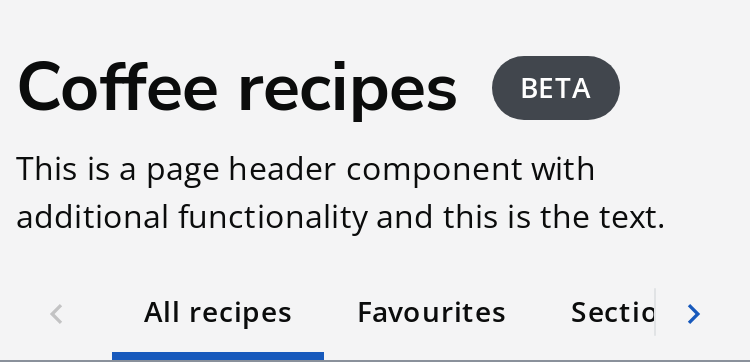 Coffee recipes BETA
This is a page header component with
additional functionality and this is the text.
All recipes Favourites Sectio